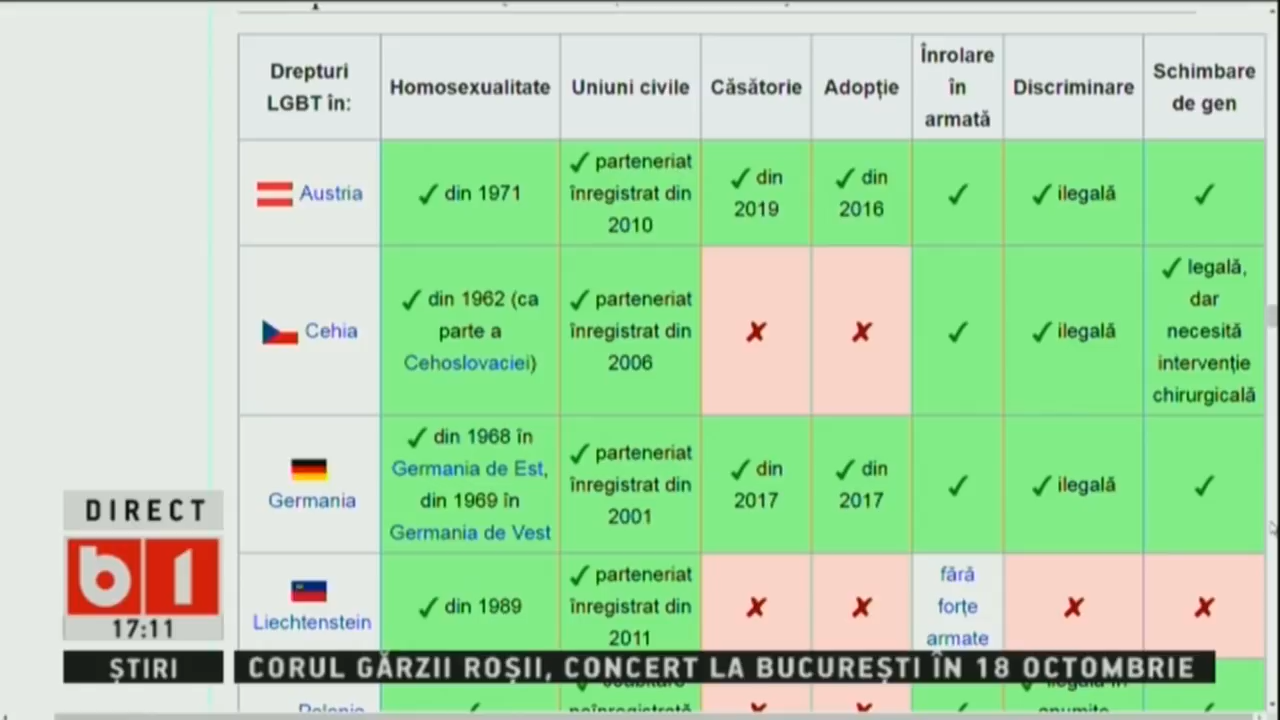 Drepturi
LGBT în:
Homosexualitate
Uniuni civile
Căsătorie
Adopție
Înrolare
în
armată
Discriminare
Schimbare
de gen
Austria
✓ din 1971
✓ parteneriat
înregistrat din
2010
✓ din
2019
✓ din
2016
✓
✓ ilegală
✓
Cehia
✓ din 1962 (ca
parte a
Cehoslovaciei)
✓ parteneriat
înregistrat din
2006
✘
✘
✓
✓ ilegală
✓ legală,
dar
necesită
intervenție
chirurgicală
Germania
✓ din 1968 în
Germania de Est,
din 1969 în
Germania de Vest
✓ parteneriat
înregistrat din
2001
✓ din
2017
✓ din
2017
✓
✓ ilegală
✓
Liechtenstein
✓ din 1989
✓ parteneriat
înregistrat din
2011
✘
✘
fără
forțe
armate
✘
✘
DIRECT
b1
17:11
ȘTIRI
CORUL GĂRZII ROȘII, CONCERT LA BUCUREȘTI ÎN 18 OCTOMBRIE
Polonia